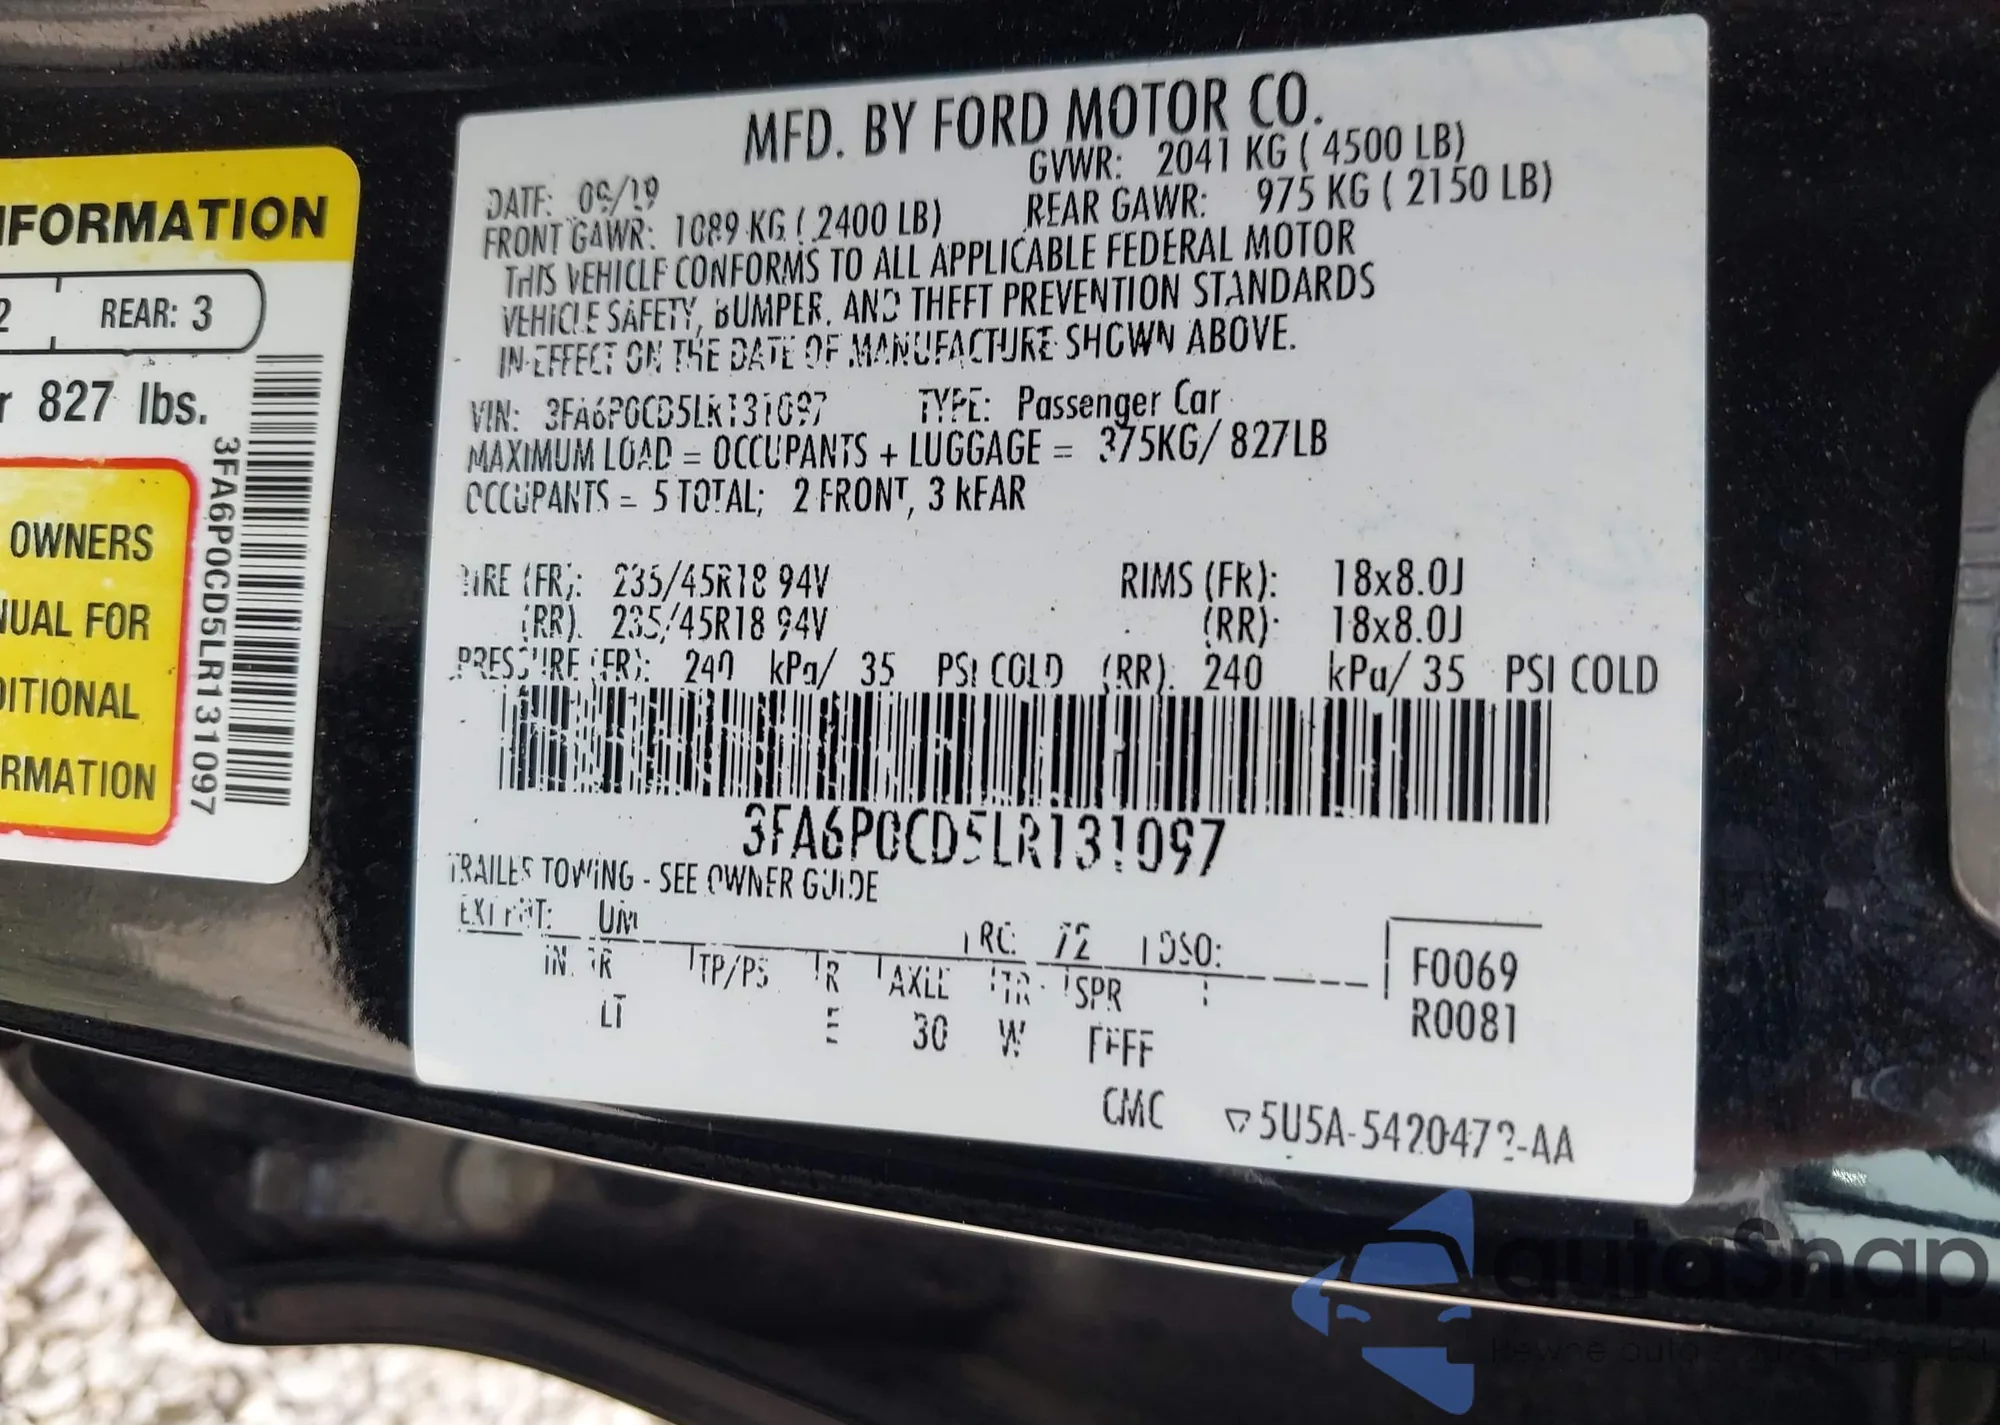 INFORMATION
2 REAR: 3
827 lbs.
OWNERS
FOR
3FA6P0CD5LR131097
MFD. BY FORD MOTOR CO.
DATE: 09/19 GVWR: 2041 KG ( 4500 LB)
FRONT GAWR: 1089 KG ( 2400 LB) REAR GAWR: 975 KG ( 2150 LB)
THIS VEHICLE CONFORMS TO ALL APPLICABLE FEDERAL MOTOR
VEHICLE SAFETY, BUMPER, AND THEFT PREVENTION STANDARDS
IN EFFECT ON THE DATE OF MANUFACTURE SHOWN ABOVE.
VIN: 3FA6P0CD5LR131097 TYPE: Passenger Car
MAXIMUM LOAD = OCCUPANTS + LUGGAGE = 375KG/ 827LB
OCCUPANTS = 5 TOTAL; 2 FRONT, 3 REAR
TIRE (FR): 235/45R18 94V RIMS (FR): 18x8.0J
(RR): 235/45R18 94V (RR): 18x8.0J
PRESSURE (FR): 240 kPa/ 35 PSI COLD (RR): 240 kPa/ 35 PSI COLD
3FA6P0CD5LR131097
TRAILER TOWING - SEE OWNER GUIDE
EXT PNT: UM RC: 72 DSO:
IN TR TP/PS R AXLE TR SPR
LT E 30 W
F0069
R0081
CMC ▽5U5A-5420472-AA
autoSnap